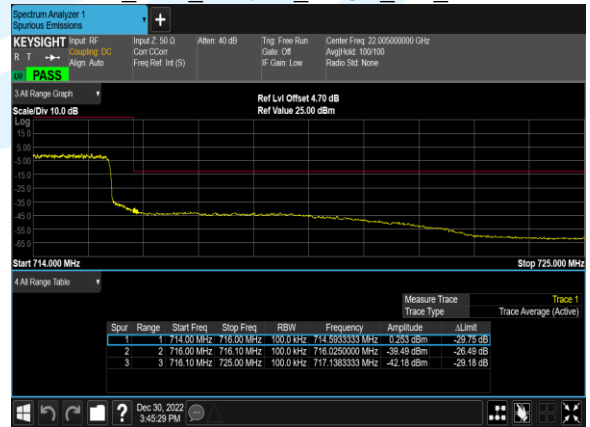 Spectrum Analyzer 1
Spurious Emissions
KEYSIGHT Input: RF Input Z: 50 Ω Atten: 40 dB Trig: Free Run Center Freq: 22.005000000 GHz
Coupling: DC Corr CCorr Gate: Off Avg|Hold: 100/100
R T Align: Auto Freq Ref: Int (S) IF Gain: Low Radio Std: None
PASS
3 All Range Graph
Ref Lvl Offset 4.70 dB
Scale/Div 10.0 dB Ref Value 25.00 dBm
Log
15.0
5.00
-5.00
-15.0
-25.0
-35.0
-45.0
-55.0
-65.0
Start 714.000 MHz Stop 725.000 MHz
4 All Range Table
Measure Trace Trace 1
Trace Type Trace Average (Active)
Spur Range Start Freq Stop Freq RBW Frequency Amplitude ΔLimit
1 1 714.00 MHz 716.00 MHz 100.0 kHz 714.5933333 MHz 0.253 dBm -29.75 dB
2 2 716.00 MHz 716.10 MHz 100.0 kHz 716.0250000 MHz -39.49 dBm -26.49 dB
3 3 716.10 MHz 725.00 MHz 100.0 kHz 717.1383333 MHz -42.18 dBm -29.18 dB
Dec 30, 2022
3:45:29 PM